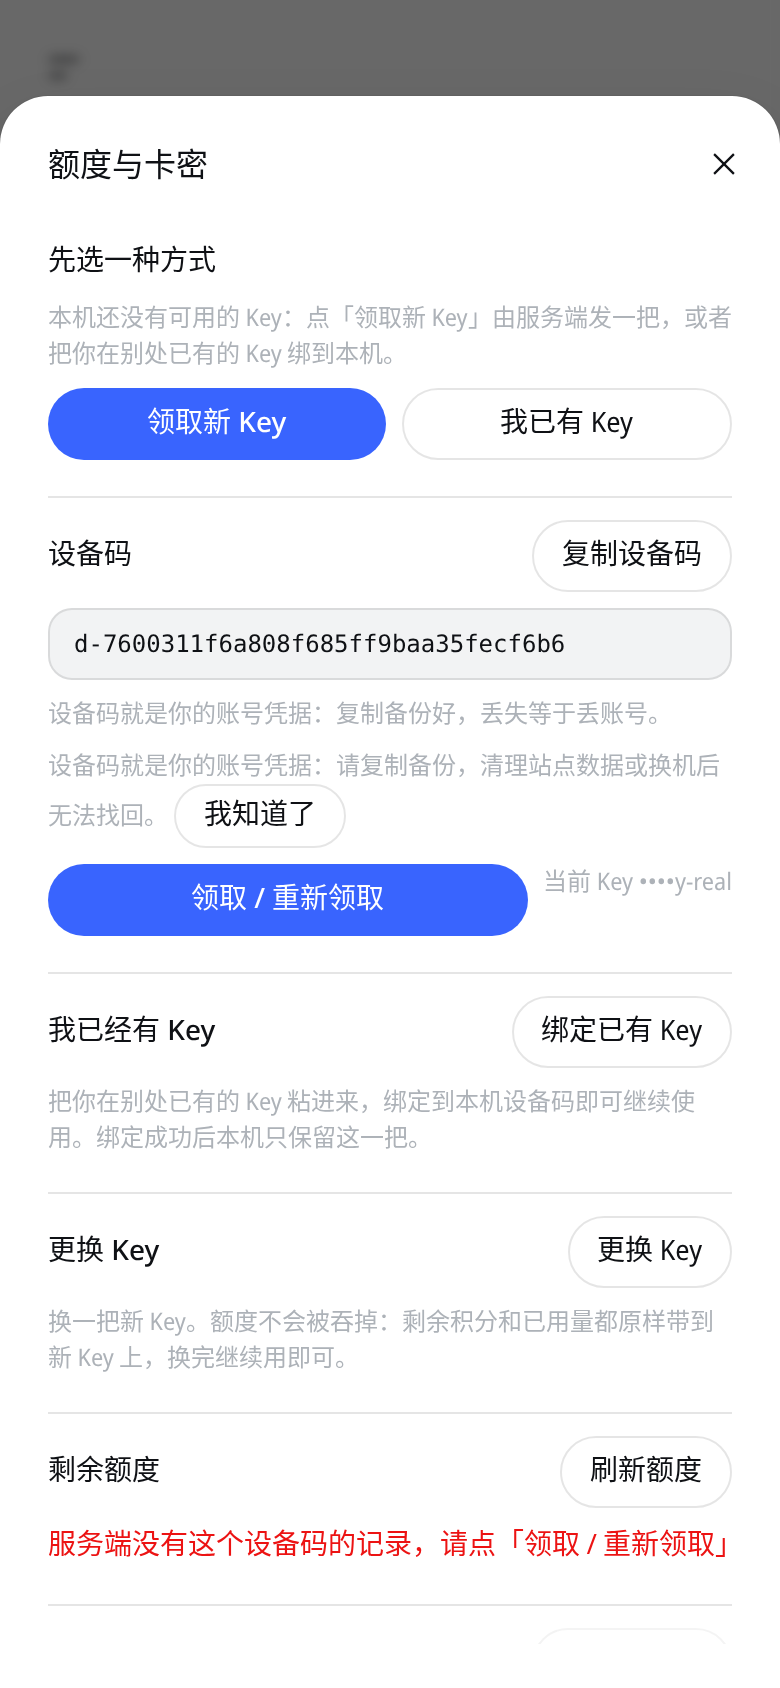 额度与卡密
先选一种方式
本机还没有可用的 Key：点「领取新 Key」由服务端发一把，或者
把你在别处已有的 Key 绑到本机。
领取新 Key
我已有 Key
设备码
复制设备码
d-7600311f6a808f685ff9baa35fecf6b6
设备码就是你的账号凭据：复制备份好，丢失等于丢账号。
设备码就是你的账号凭据：请复制备份，清理站点数据或换机后
无法找回。 我知道了
领取 / 重新领取
当前 Key ••••y-real
我已经有 Key
绑定已有 Key
把你在别处已有的 Key 粘进来，绑定到本机设备码即可继续使
用。绑定成功后本机只保留这一把。
更换 Key
更换 Key
换一把新 Key。额度不会被吞掉：剩余积分和已用量都原样带到
新 Key 上，换完继续用即可。
剩余额度
刷新额度
服务端没有这个设备码的记录，请点「领取 / 重新领取」